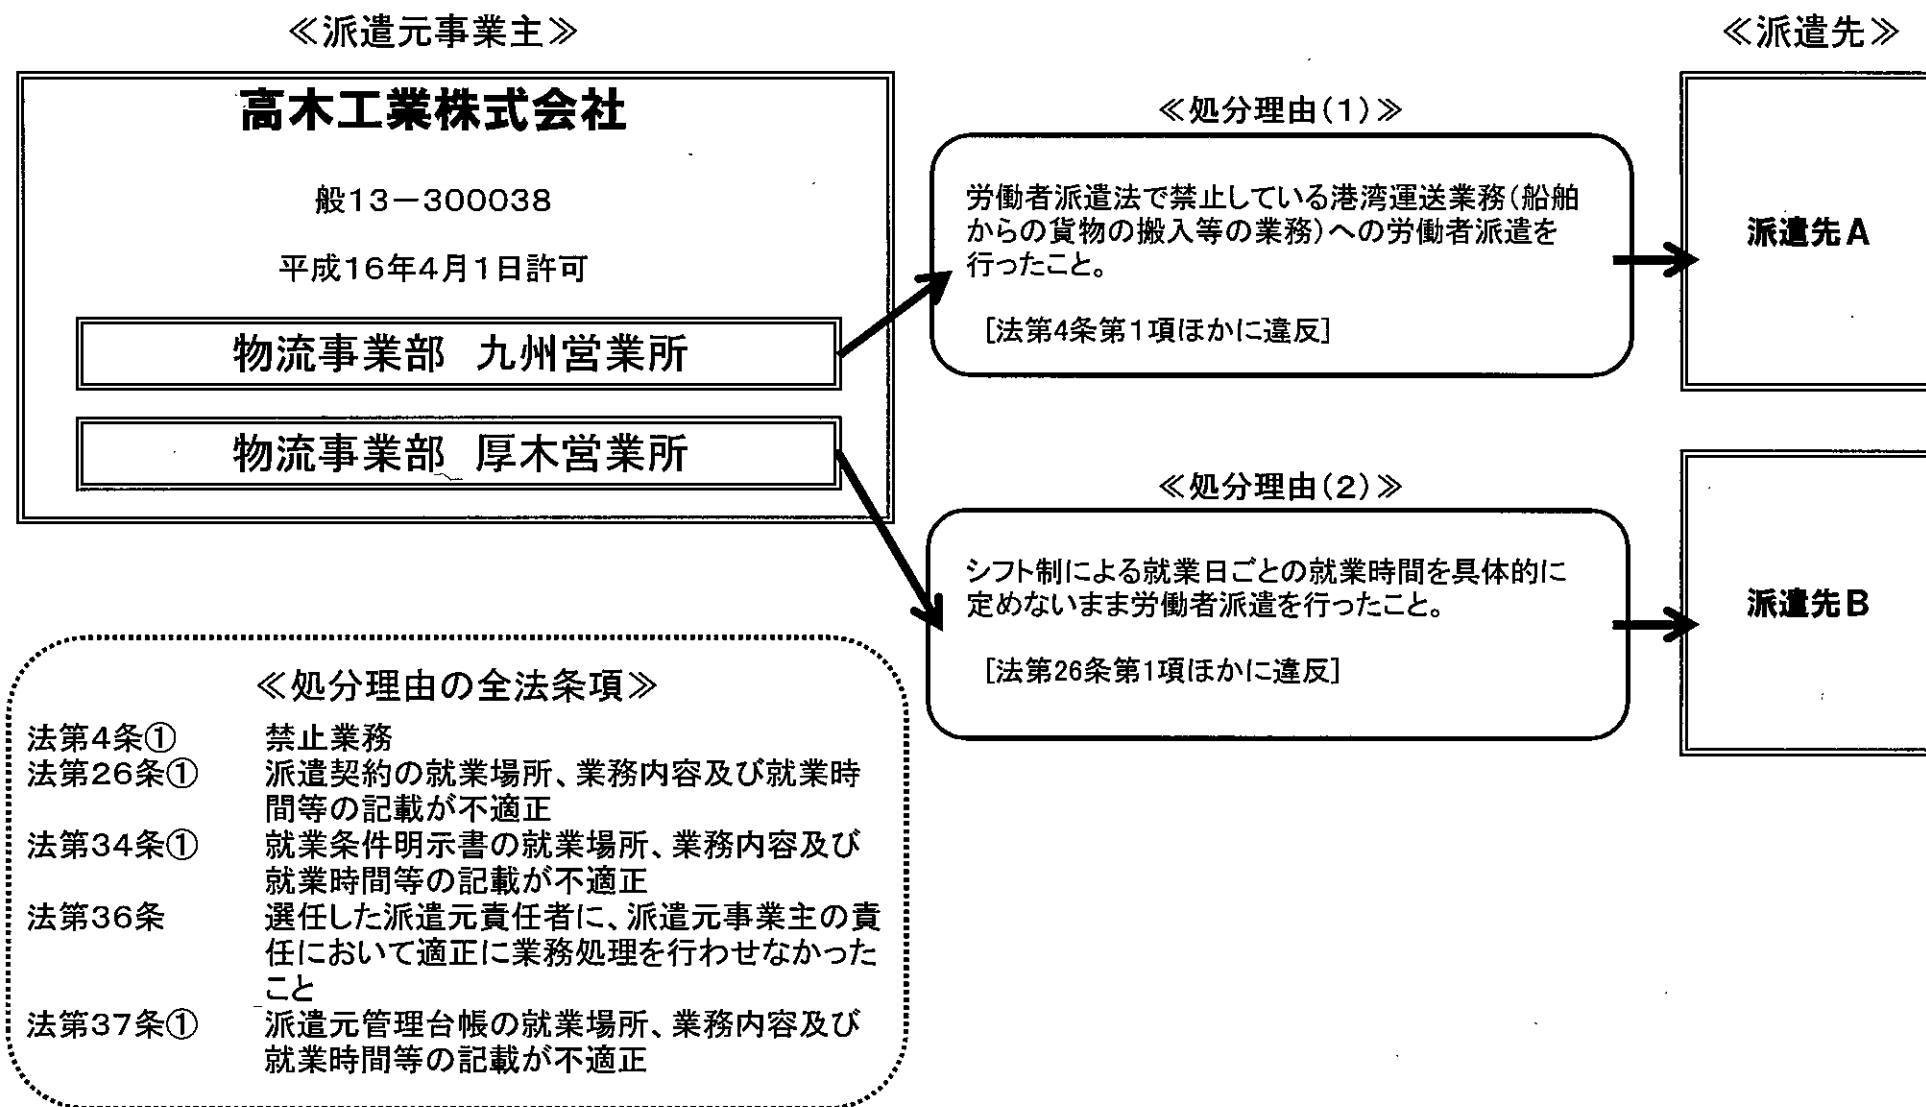 ≪派遣元事業主≫
高木工業株式会社
般13－300038
平成16年4月1日許可
物流事業部 九州営業所
物流事業部 厚木営業所
≪処分理由(1)≫
労働者派遣法で禁止している港湾運送業務(船舶
からの貨物の搬入等の業務)への労働者派遣を
行ったこと。
[法第4条第1項ほかに違反]
≪処分理由(2)≫
シフト制による就業日ごとの就業時間を具体的に
定めないまま労働者派遣を行ったこと。
[法第26条第1項ほかに違反]
≪派遣先≫
派遣先A
派遣先B
≪処分理由の全法条項≫
法第4条① 禁止業務
法第26条① 派遣契約の就業場所、業務内容及び就業時
間等の記載が不適正
法第34条① 就業条件明示書の就業場所、業務内容及び
就業時間等の記載が不適正
法第36条 選任した派遣元責任者に、派遣元事業主の責
任において適正に業務処理を行わせなかった
こと
法第37条① 派遣元管理台帳の就業場所、業務内容及び
就業時間等の記載が不適正